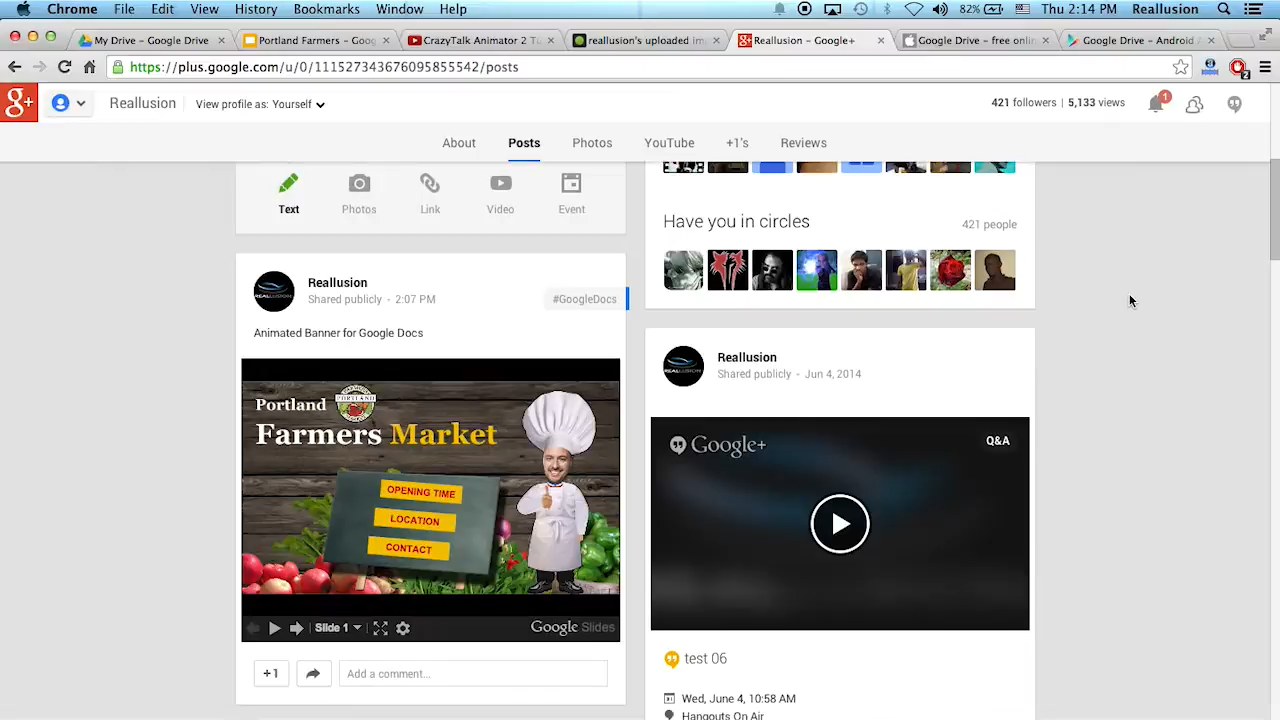 Chrome File Edit View History Bookmarks Window Help 82% Thu 2:14 PM Reallusion
My Drive – Google Drive × Portland Farmers – Goog × CrazyTalk Animator 2 Tu × reallusion's uploaded ima × Reallusion – Google+ × Google Drive – free onlin × Google Drive – Android A ×
https://plus.google.com/u/0/111527343676095855542/posts 2
g+ Reallusion View profile as: Yourself 421 followers | 5,133 views 1
About Posts Photos YouTube +1's Reviews
Text Photos Link Video Event
Have you in circles 421 people
Reallusion
Shared publicly - 2:07 PM
#GoogleDocs
Animated Banner for Google Docs
REALLUSION
Portland
PORTLAND
Farmers Market
OPENING TIME
LOCATION
CONTACT
Slide 1 Google Slides
+1 Add a comment...
Reallusion
Shared publicly - Jun 4, 2014
Google+ Q&A
test 06
Wed, June 4, 10:58 AM
Hangouts On Air